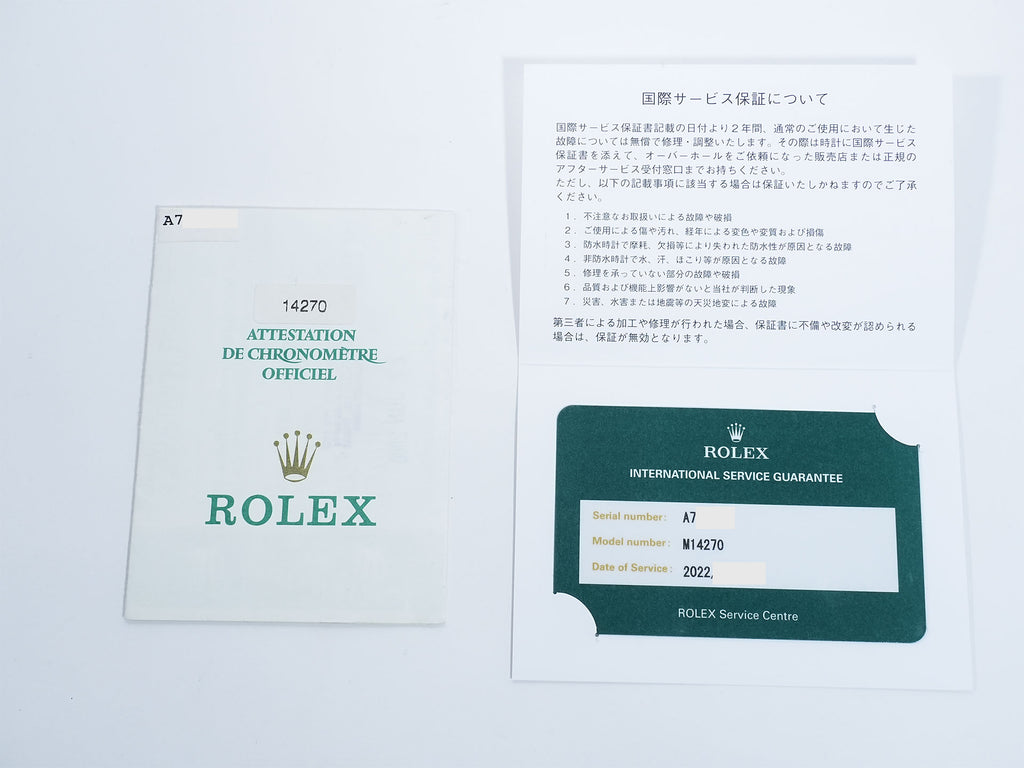 A7
14270
ATTESTATION
DE CHRONOMÈTRE
OFFICIEL
ROLEX
国際サービス保証について
国際サービス保証書記載の日付より２年間、通常のご使用において生じた
故障については無償で修理・調整いたします。その際は時計に国際サービス
保証書を添えて、オーバーホールをご依頼になった販売店または正規の
アフターサービス受付窓口までお持ちください。
ただし、以下の記載事項に該当する場合は保証いたしかねますのでご了承
ください。
１．不注意なお取扱いによる故障や破損
２．ご使用による傷や汚れ、経年による変色や変質および損傷
３．防水時計で摩耗、欠損等により失われた防水性が原因となる故障
４．非防水時計で水、汗、ほこり等が原因となる故障
５．修理を承っていない部分の故障や破損
６．品質および機能上影響がないと当社が判断した現象
７．災害、水害または地震等の天災地変による故障
第三者による加工や修理が行われた場合、保証書に不備や改変が認められる
場合は、保証が無効となります。
ROLEX
INTERNATIONAL SERVICE GUARANTEE
Serial number: A7
Model number: M14270
Date of Service: 2022,
ROLEX Service Centre